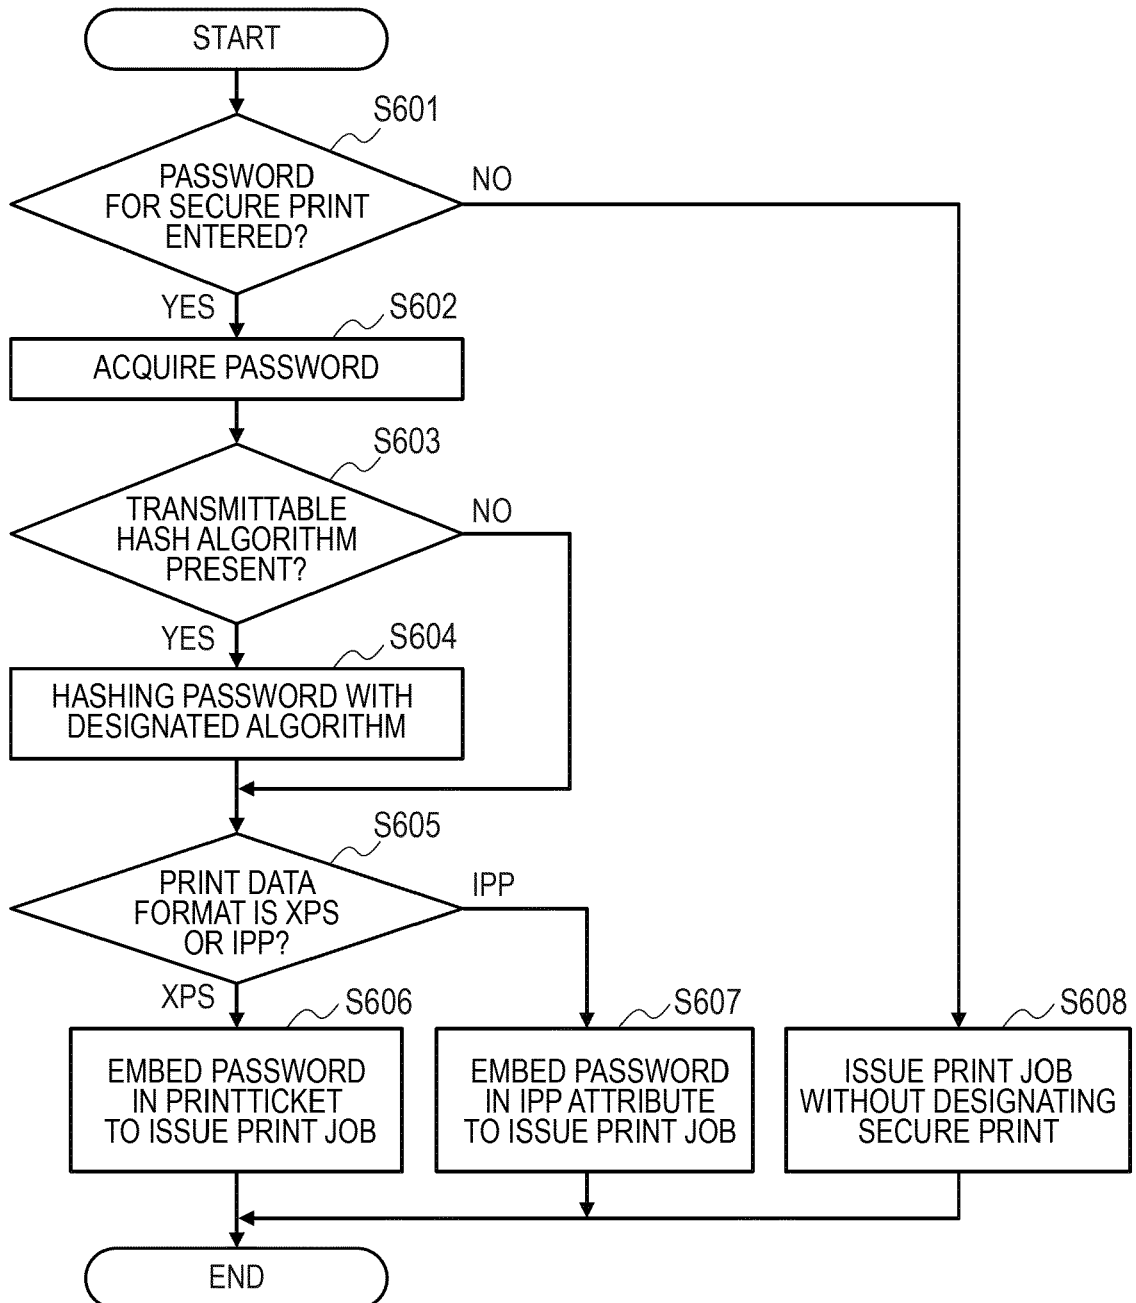 START
S601
PASSWORD
FOR SECURE PRINT
ENTERED?
NO
YES
S602
ACQUIRE PASSWORD
S603
TRANSMITTABLE
HASH ALGORITHM
PRESENT?
NO
YES
S604
HASHING PASSWORD WITH
DESIGNATED ALGORITHM
S605
PRINT DATA
FORMAT IS XPS
OR IPP?
IPP
XPS
S606
EMBED PASSWORD
IN PRINTTICKET
TO ISSUE PRINT JOB
S607
EMBED PASSWORD
IN IPP ATTRIBUTE
TO ISSUE PRINT JOB
S608
ISSUE PRINT JOB
WITHOUT DESIGNATING
SECURE PRINT
END